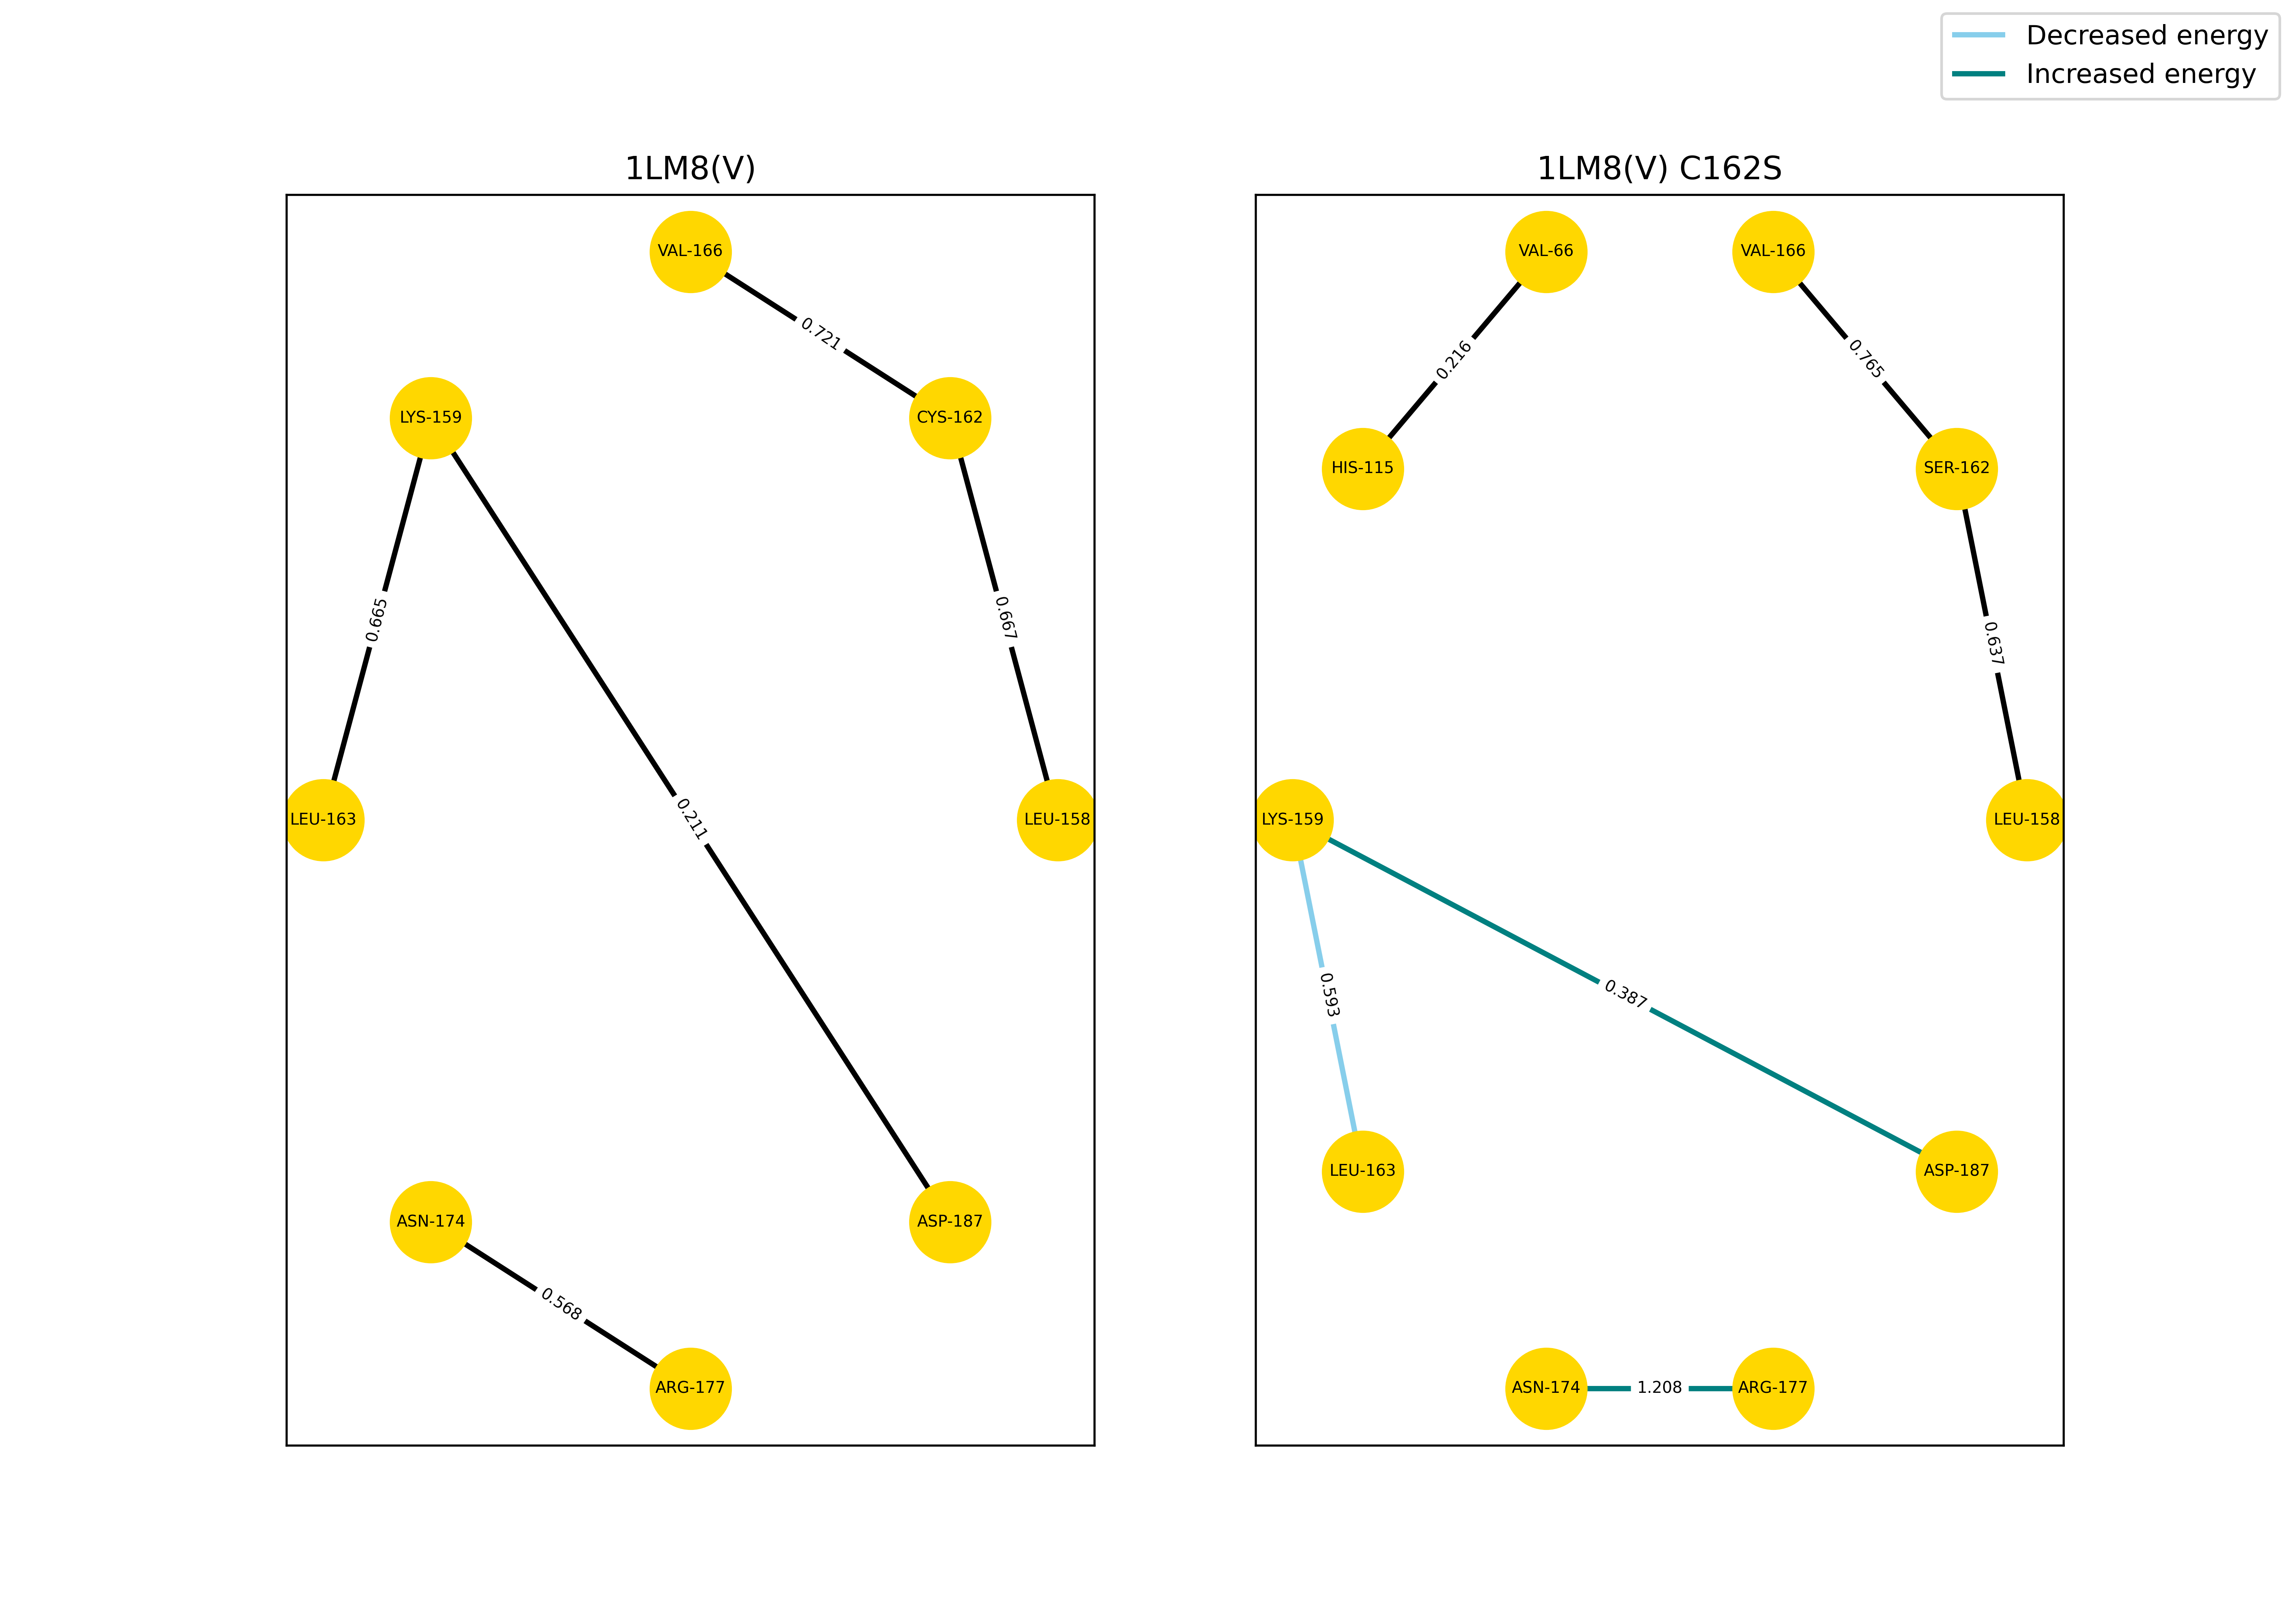 Decreased energy
Increased energy
1LM8(V)
VAL-166
0.721
LYS-159
CYS-162
0.665
0.667
LEU-163
0.211
LEU-158
ASN-174
ASP-187
0.568
ARG-177
1LM8(V) C162S
VAL-66
VAL-166
0.216
0.765
HIS-115
SER-162
0.637
LYS-159
LEU-158
0.593
0.387
LEU-163
ASP-187
ASN-174
1.208
ARG-177